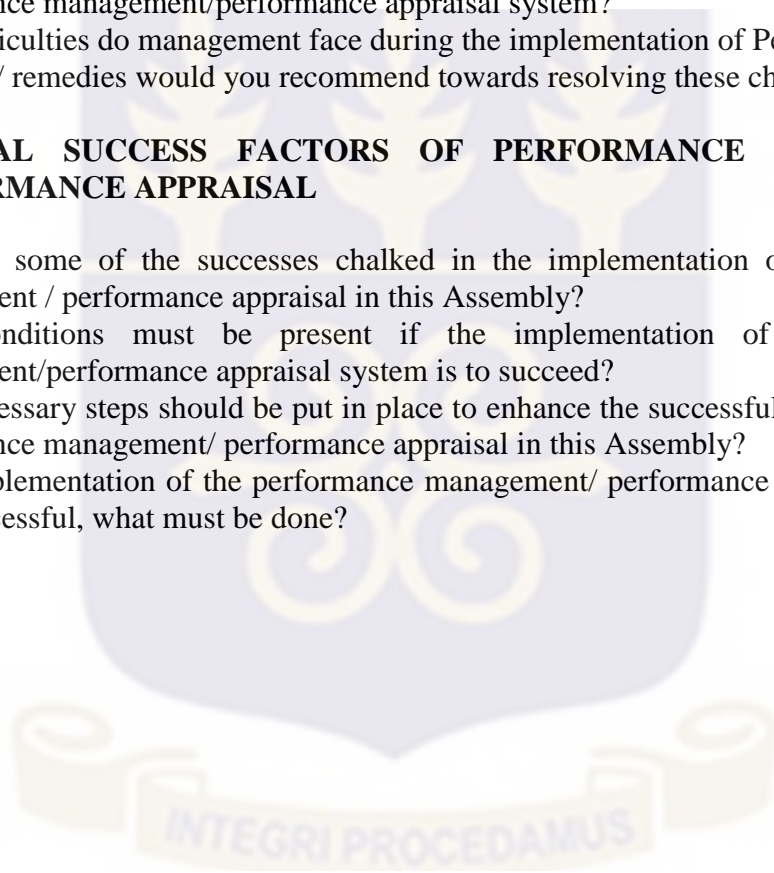 nce management/performance appraisal system?
iculties do management face during the implementation of Pe
/ remedies would you recommend towards resolving these ch
AL SUCCESS FACTORS OF PERFORMANCE
RMANCE APPRAISAL
some of the successes chalked in the implementation o
ent / performance appraisal in this Assembly?
nditions must be present if the implementation of
ent/performance appraisal system is to succeed?
essary steps should be put in place to enhance the successful
nce management/ performance appraisal in this Assembly?
plementation of the performance management/ performance
cessful, what must be done?
INTEGRI PROCEDAMUS